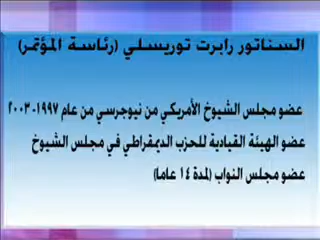 السناتور رابرت توريسلي (رئاسة المؤتمر)
عضو مجلس الشيوخ الأمريكي من نيوجرسي من عام ١٩٩٧-٢٠٠٣
عضو الهيئة القيادية للحزب الديمقراطي في مجلس الشيوخ
عضو مجلس النواب (لمدة ١٤ عاما)